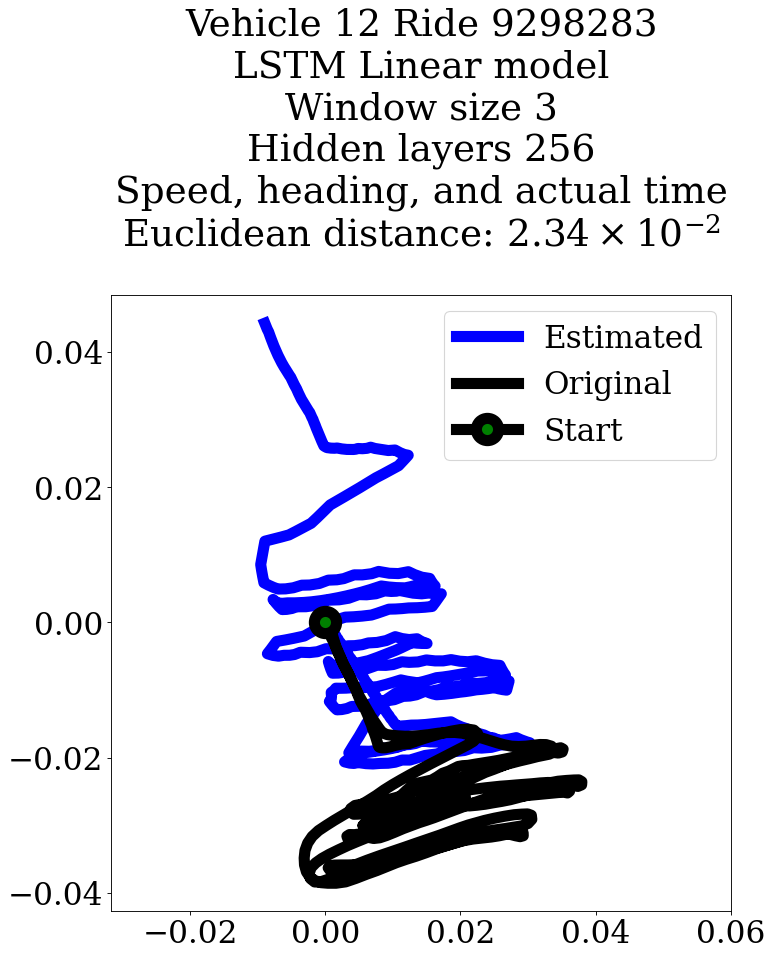 Vehicle 12 Ride 9298283
LSTM Linear model
Window size 3
Hidden layers 256
Speed, heading, and actual time
Euclidean distance: 2.34 × 10⁻²
Estimated
Original
Start
0.04
0.02
0.00
−0.02
−0.04
−0.02
0.00
0.02
0.04
0.06